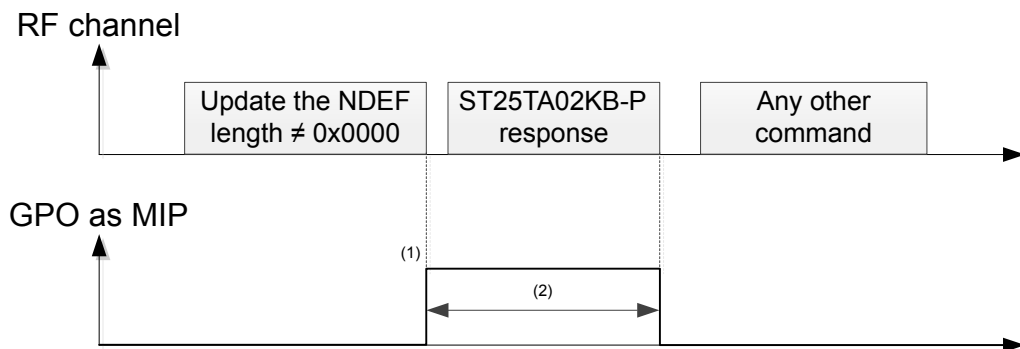 RF channel
Update the NDEF
length ≠ 0x0000
ST25TA02KB-P
response
Any other
command
GPO as MIP
(1)
(2)